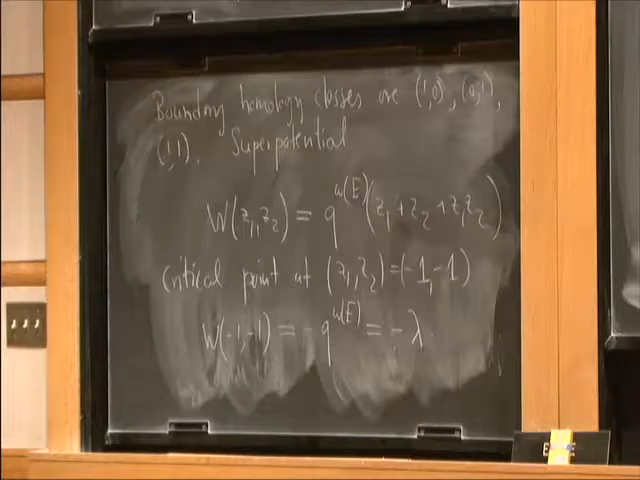 Boundary homology classes are (1,0), (0,1),
(1,1). Superpotential
W(z₁,z₂) = q^{ω(E)}(z₁+z₂+z₁z₂)
Critical point at (z₁,z₂)=(-1,-1)
W(-1,-1) = -q^{ω(E)} = -λ.